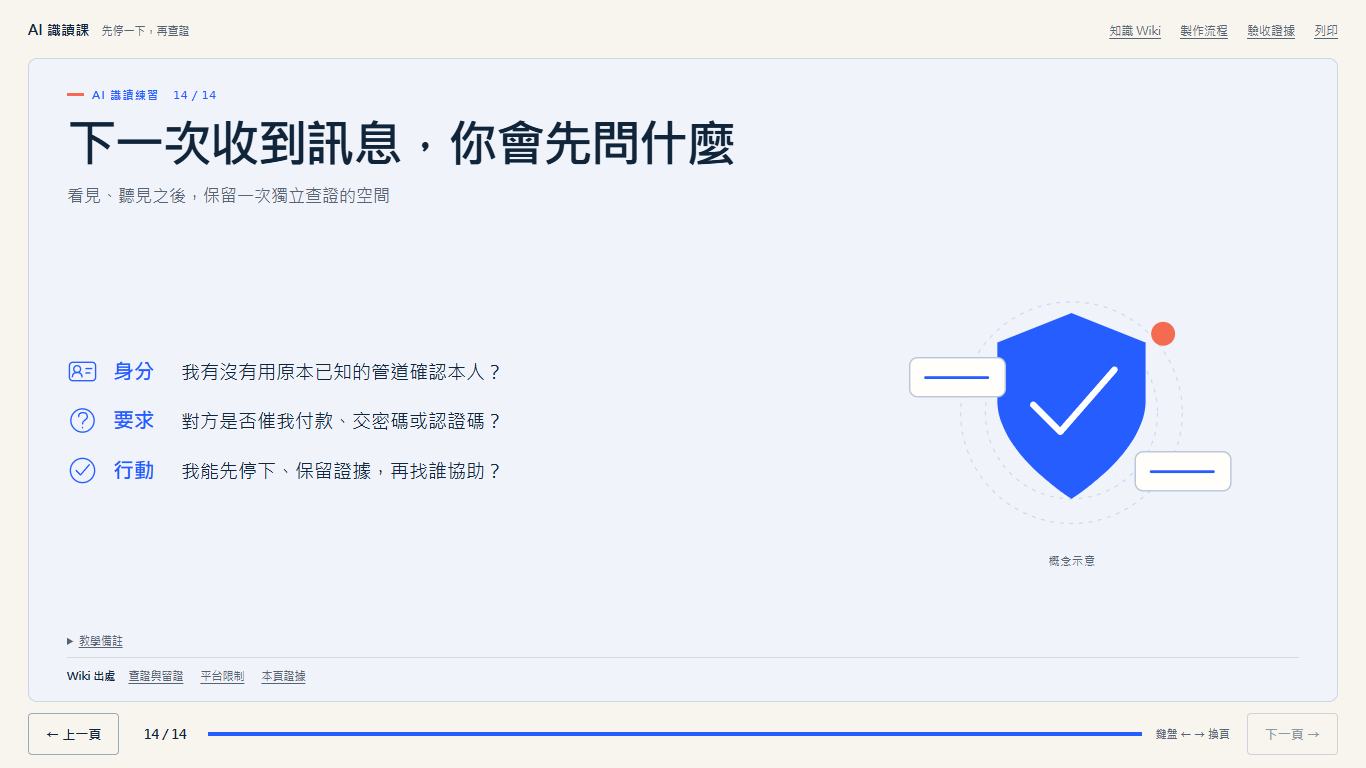 AI 識讀課 先停一下，再查證
知識 Wiki 製作流程 驗收證據 列印
AI 識讀練習 14 / 14
下一次收到訊息，你會先問什麼
看見、聽見之後，保留一次獨立查證的空間
身分 我有沒有用原本已知的管道確認本人？
要求 對方是否催我付款、交密碼或認證碼？
行動 我能先停下、保留證據，再找誰協助？
概念示意
▶ 教學備註
Wiki 出處 查證與留證 平台限制 本頁證據
← 上一頁 14 / 14 鍵盤 ← → 換頁 下一頁 →